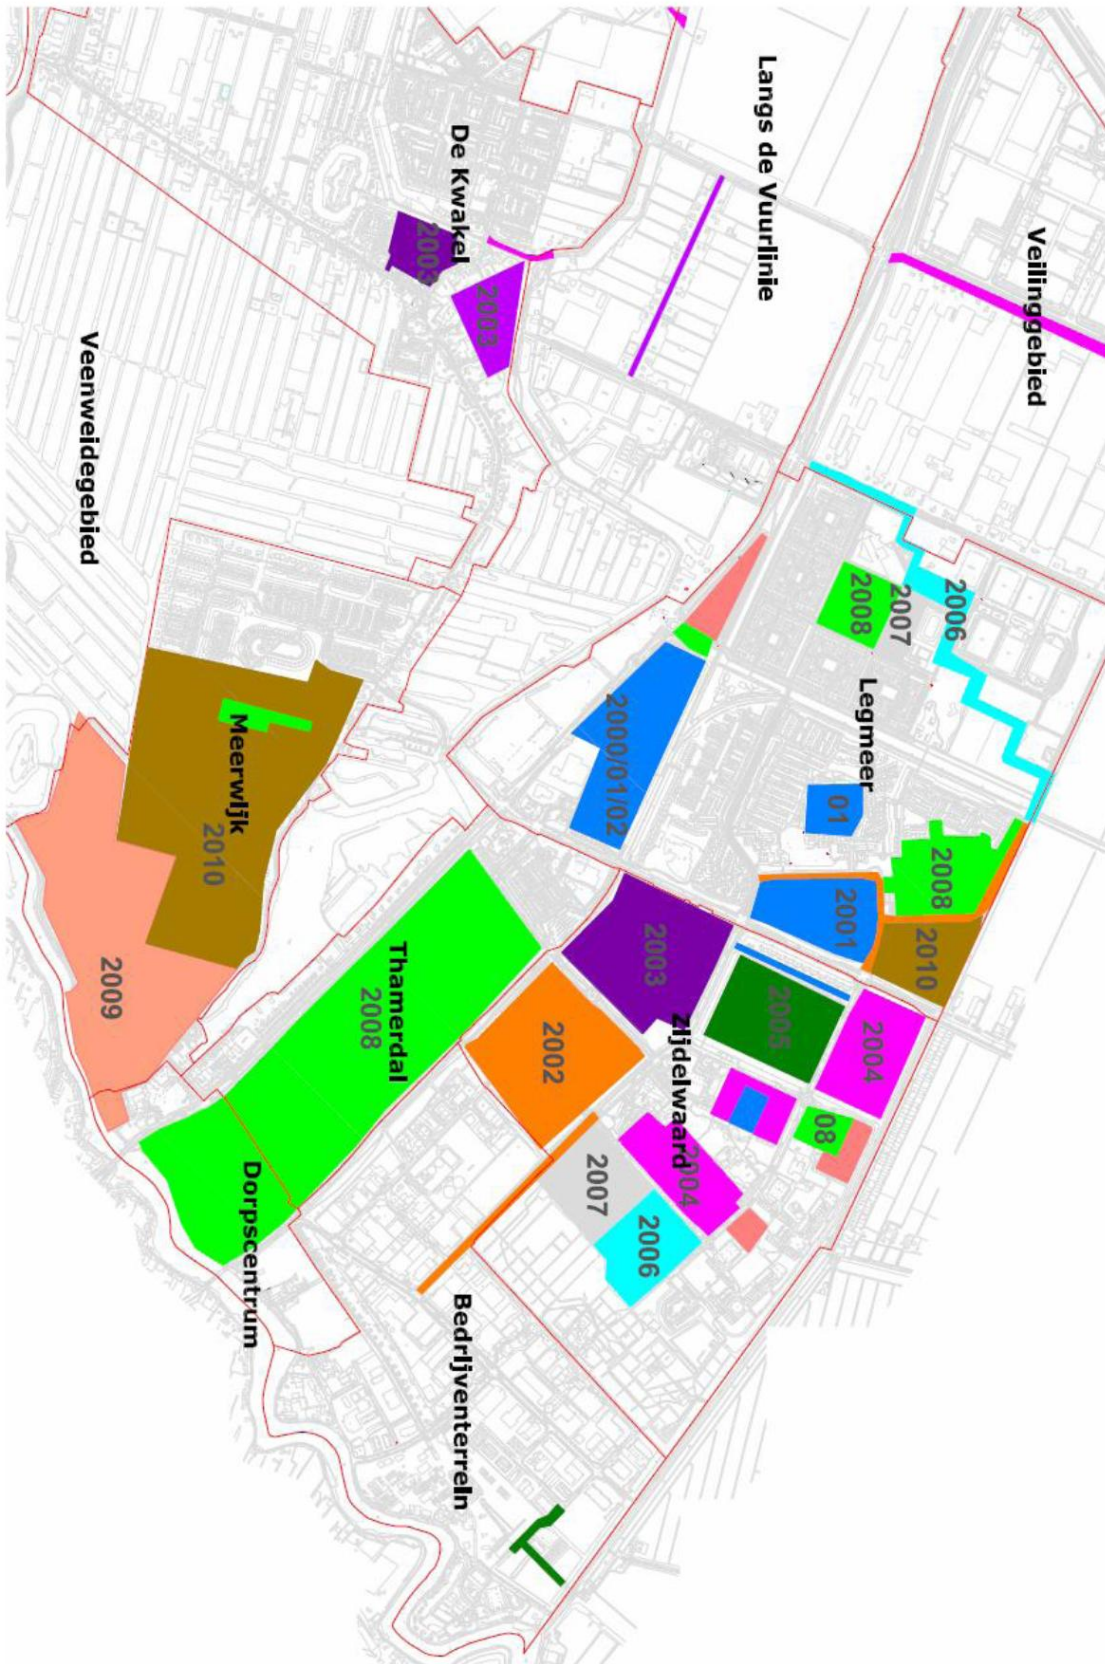 Veilinggebied
2006
2008
2010
2007
Legmeer
2008
2004
2001
01
08
2005
Langs de Vuurlinie
2004
Zijdelwaard
2003
2006
2000/01/02
2007
2002
2003
De Kwakel
Bedrijventerrein
2003
Thamerdal
2008
Dorpscentrum
Meerwijk
2010
2009
Veenweidegebied